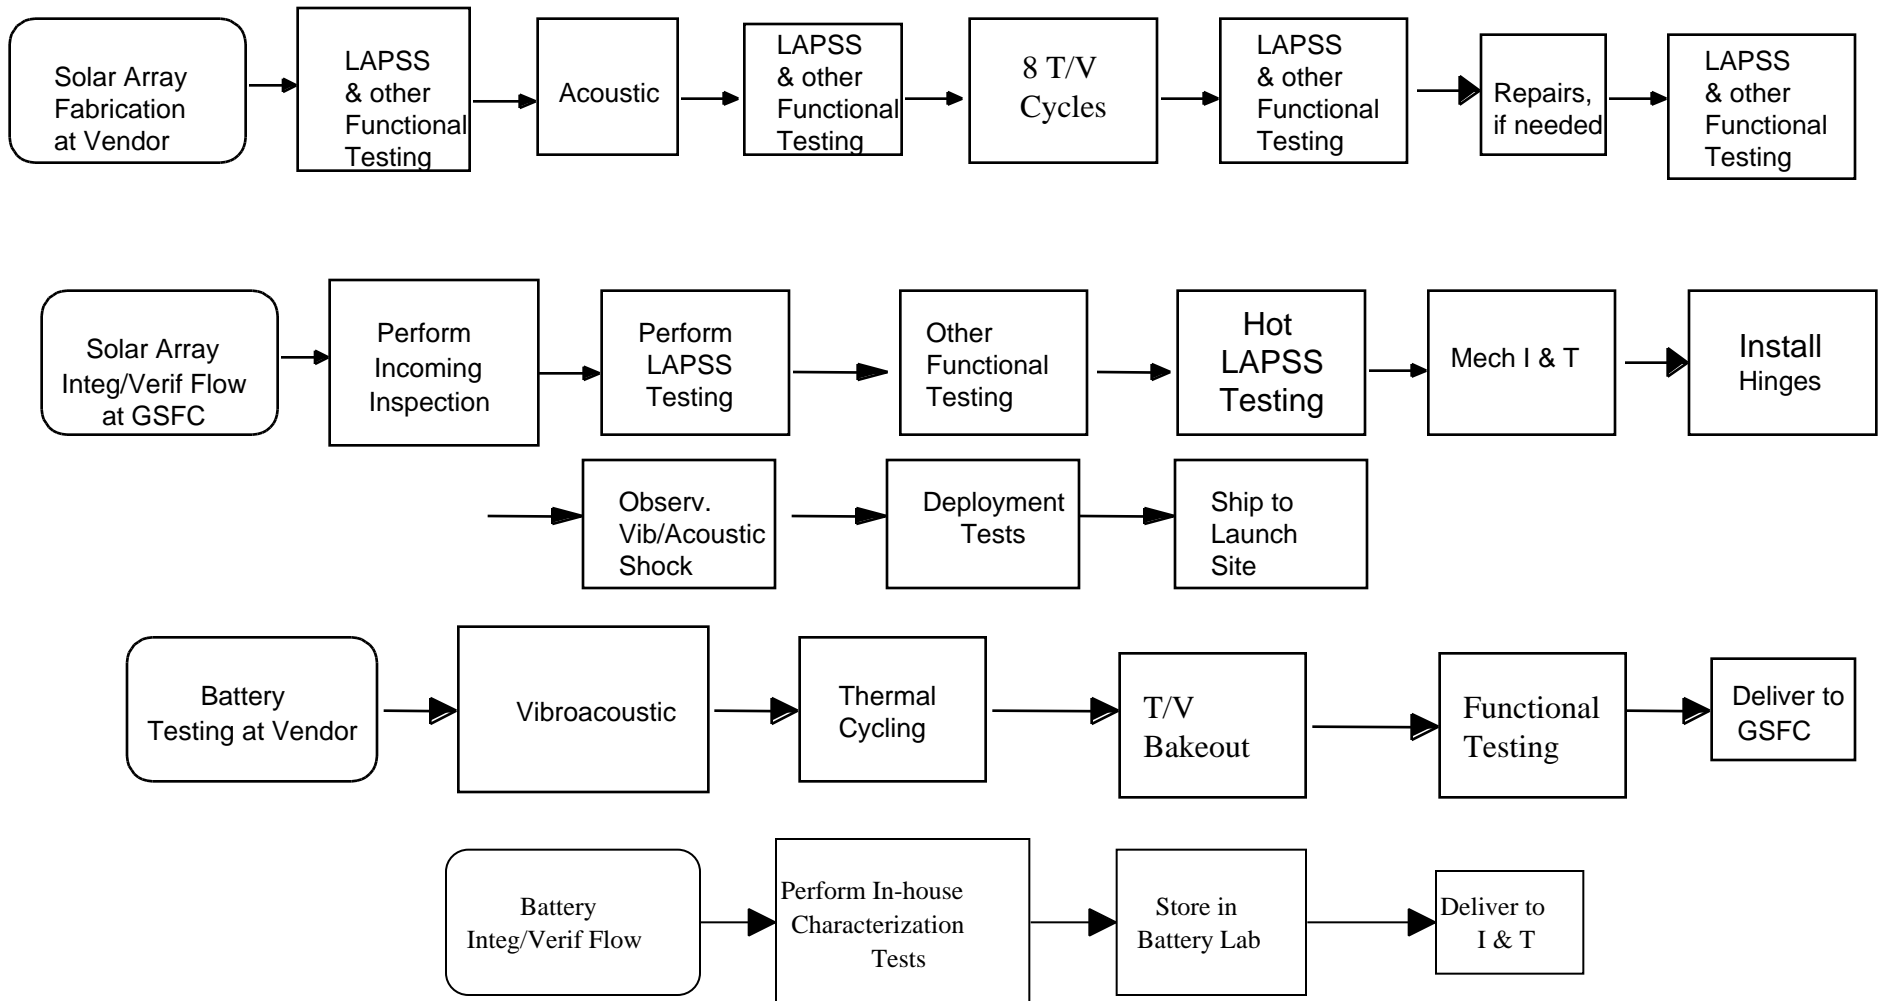 Solar Array
Fabrication
at Vendor
LAPSS
& other
Functional
Testing
Acoustic
LAPSS
& other
Functional
Testing
8 T/V
Cycles
LAPSS
& other
Functional
Testing
Repairs,
if needed
LAPSS
& other
Functional
Testing
Solar Array
Integ/Verif Flow
at GSFC
Perform
Incoming
Inspection
Perform
LAPSS
Testing
Other
Functional
Testing
Hot
LAPSS
Testing
Mech I & T
Install
Hinges
Observ.
Vib/Acoustic
Shock
Deployment
Tests
Ship to
Launch
Site
Battery
Testing at Vendor
Vibroacoustic
Thermal
Cycling
T/V
Bakeout
Functional
Testing
Deliver to
GSFC
Battery
Integ/Verif Flow
Perform In-house
Characterization
Tests
Store in
Battery Lab
Deliver to
I & T